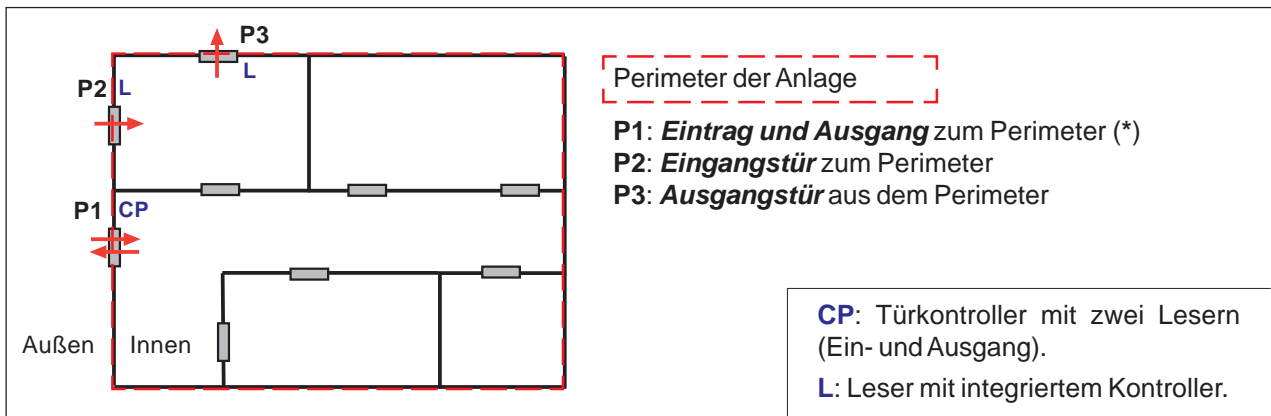 P3
L
P2 L
P1 CP
Außen Innen
Perimeter der Anlage
P1: Eintrag und Ausgang zum Perimeter (*)
P2: Eingangstür zum Perimeter
P3: Ausgangstür aus dem Perimeter
CP: Türkontroller mit zwei Lesern
(Ein- und Ausgang).
L: Leser mit integriertem Kontroller.